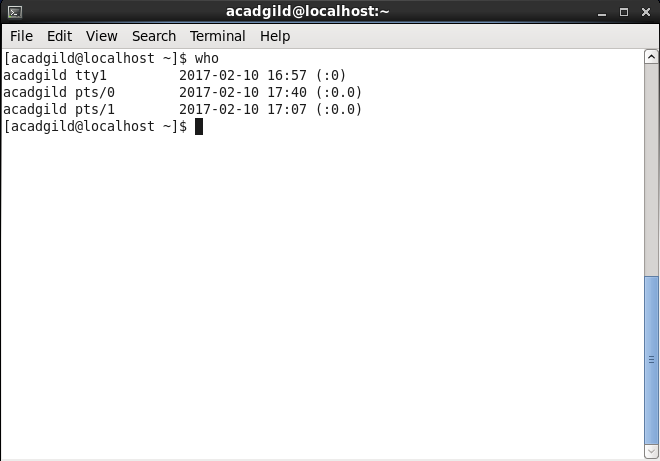 acadgild@localhost:~
File Edit View Search Terminal Help
[acadgild@localhost ~]$ who
acadgild tty1         2017-02-10 16:57 (:0)
acadgild pts/0        2017-02-10 17:40 (:0.0)
acadgild pts/1        2017-02-10 17:07 (:0.0)
[acadgild@localhost ~]$